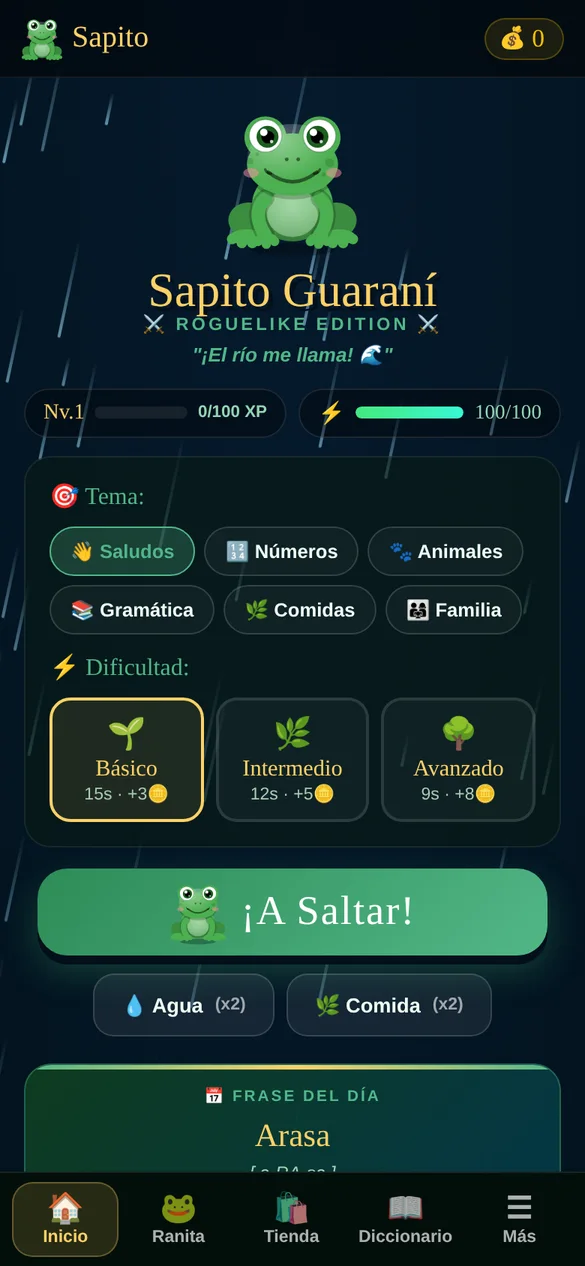 Sapito
0
Sapito Guaraní
ROGUELIKE EDITION
"¡El río me llama! 🌊"
Nv.1 0/100 XP
100/100
Tema:
Saludos
Números
Animales
Gramática
Comidas
Familia
Dificultad:
Básico
15s · +3🪙
Intermedio
12s · +5🪙
Avanzado
9s · +8🪙
¡A Saltar!
Agua (x2)
Comida (x2)
FRASE DEL DÍA
Arasa
Inicio
Ranita
Tienda
Diccionario
Más